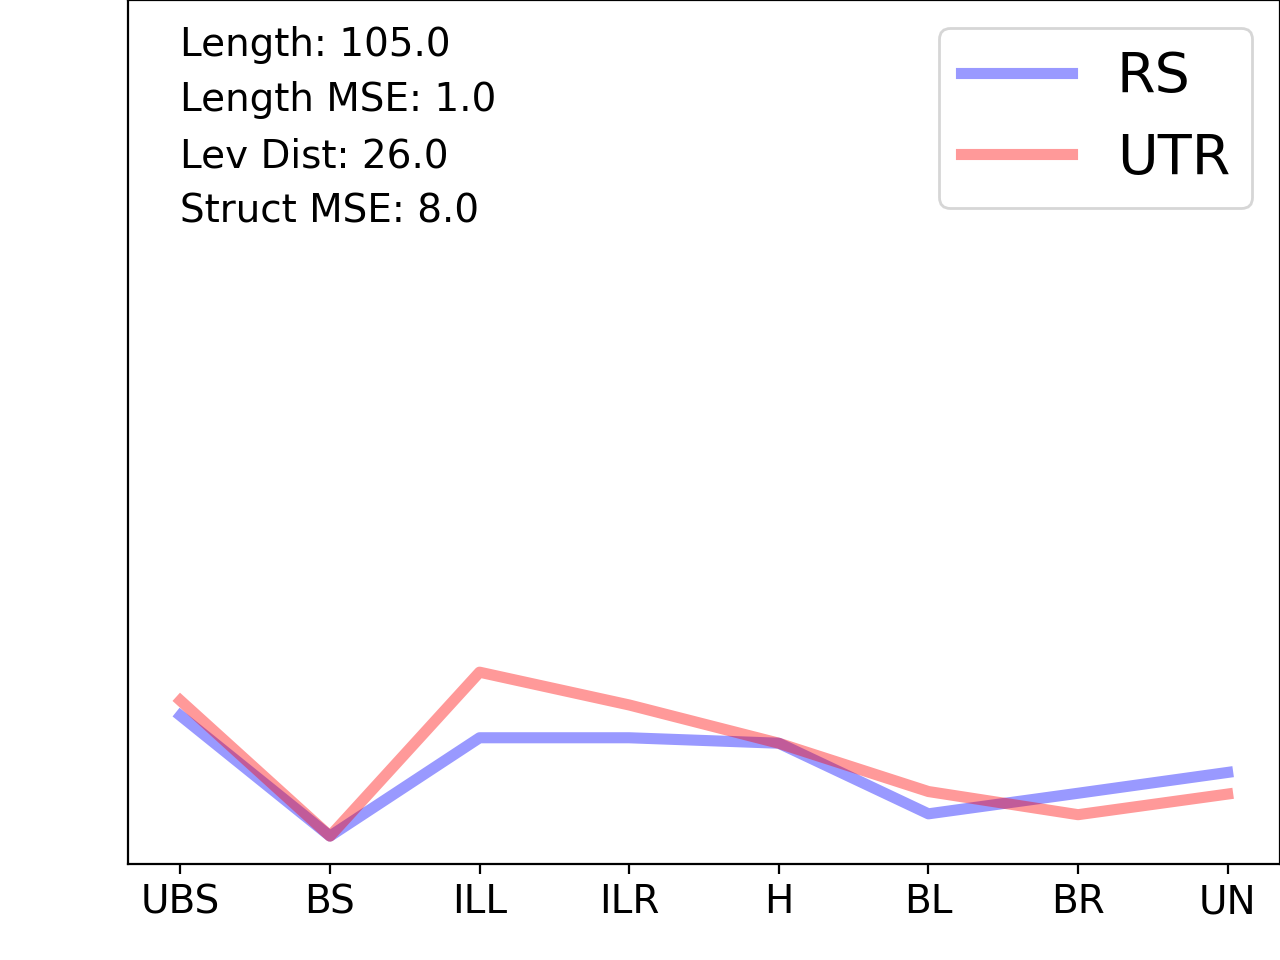 Length: 105.0
Length MSE: 1.0
Lev Dist: 26.0
Struct MSE: 8.0
RS
UTR
UBS BS ILL ILR H BL BR UN